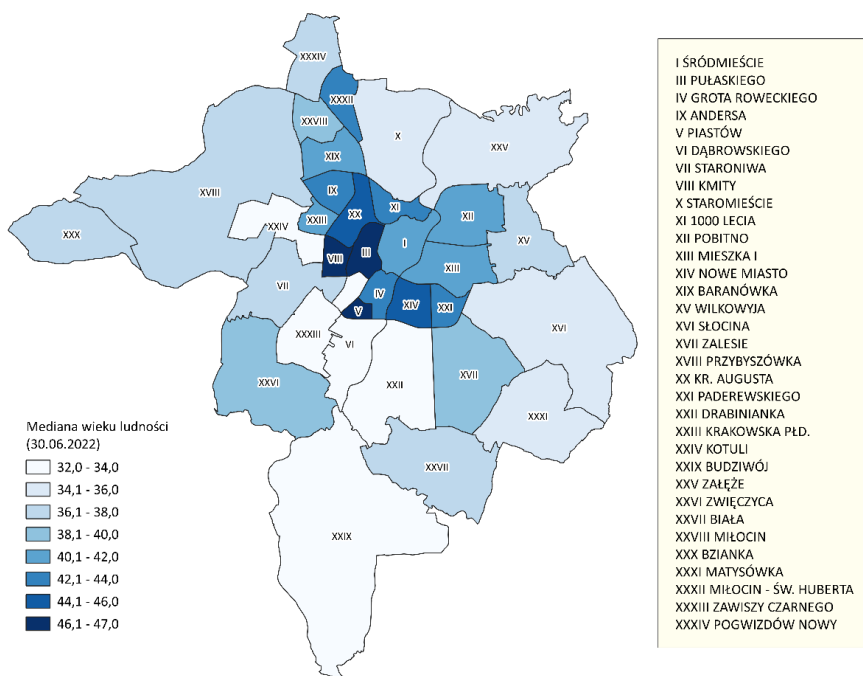 XXXIV
XXXII
XXVIII
X
XXV
XIX
XVIII
IX
XX
XI
XII
XXIII
XXIV
I
XV
XXX
VIII
III
XIII
VII
IV
XIV
XXI
V
XVI
XXXIII
VI
XXVI
XXII
XVII
XXXI
XXVII
XXIX
Mediana wieku ludności
(30.06.2022)
32,0 - 34,0
34,1 - 36,0
36,1 - 38,0
38,1 - 40,0
40,1 - 42,0
42,1 - 44,0
44,1 - 46,0
46,1 - 47,0
I ŚRÓDMIEŚCIE
III PUŁASKIEGO
IV GROTA ROWECKIEGO
IX ANDERSA
V PIASTÓW
VI DĄBROWSKIEGO
VII STARONIWA
VIII KMITY
X STAROMIEŚCIE
XI 1000 LECIA
XII POBITNO
XIII MIESZKA I
XIV NOWE MIASTO
XIX BARANÓWKA
XV WILKOWYJA
XVI SŁOCINA
XVII ZALESIE
XVIII PRZYBYSZÓWKA
XX KR. AUGUSTA
XXI PADEREWSKIEGO
XXII DRABINIANKA
XXIII KRAKOWSKA PŁD.
XXIV KOTULI
XXIX BUDZIWÓJ
XXV ZAŁĘŻE
XXVI ZWIĘCZYCA
XXVII BIAŁA
XXVIII MIŁOCIN
XXX BZIANKA
XXXI MATYSÓWKA
XXXII MIŁOCIN - ŚW. HUBERTA
XXXIII ZAWISZY CZARNEGO
XXXIV POGWIZDÓW NOWY